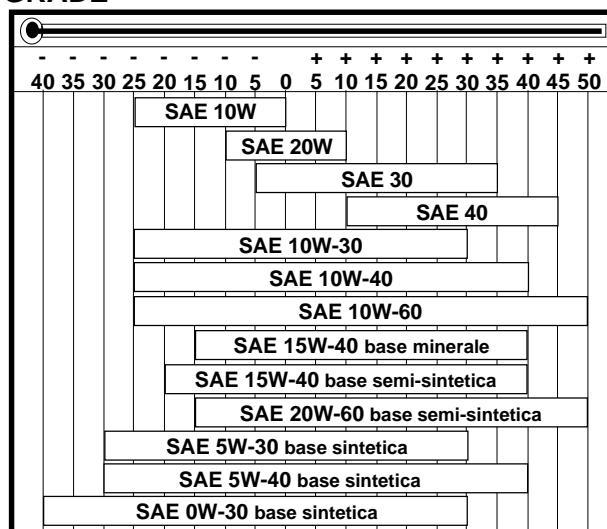 - - - - - - - - + + + + + + + + + +
40 35 30 25 20 15 10 5 0 5 10 15 20 25 30 35 40 45 50
SAE 10W
SAE 20W
SAE 30
SAE 40
SAE 10W-30
SAE 10W-40
SAE 10W-60
SAE 15W-40 base minerale
SAE 15W-40 base semi-sintetica
SAE 20W-60 base semi-sintetica
SAE 5W-30 base sintetica
SAE 5W-40 base sintetica
SAE 0W-30 base sintetica